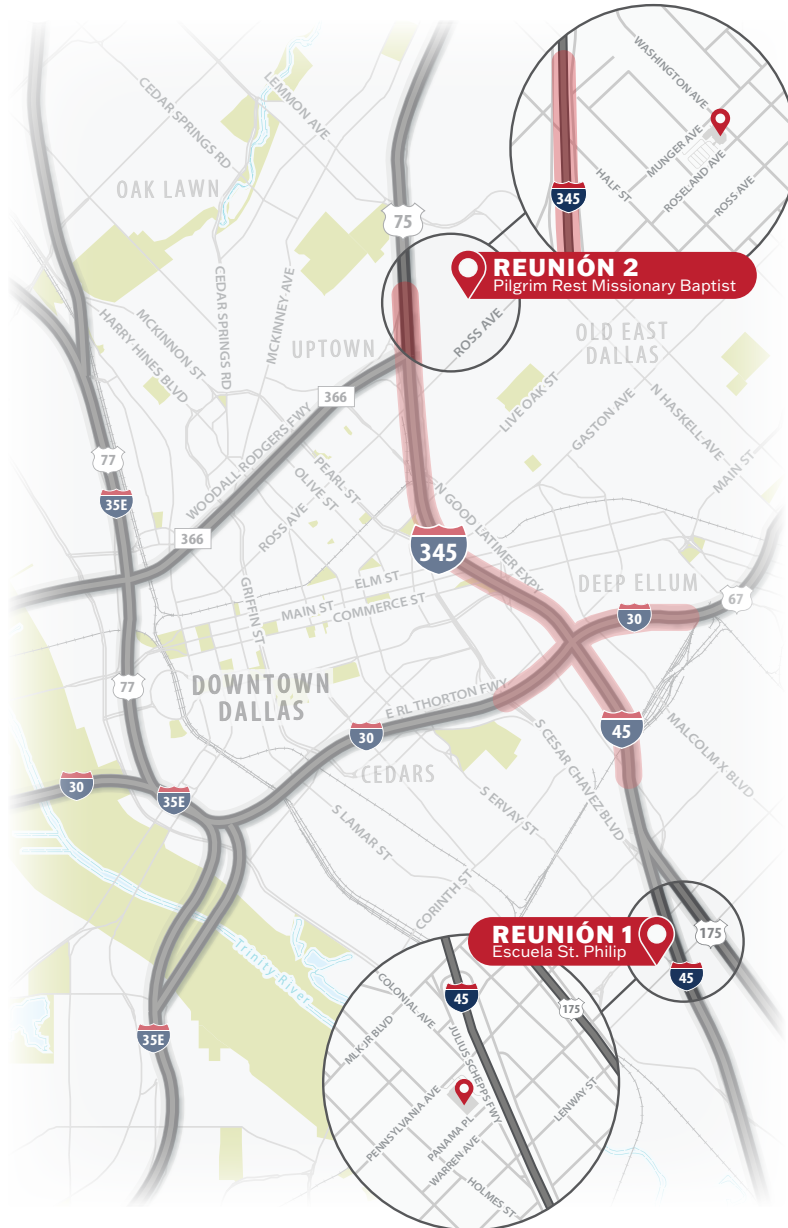 WASHINGTON AVE
MUNGER AVE
ROSELAND AVE
HALF ST
ROSS AVE
345
CEDAR SPRINGS RD
LEMMON AVE
OAK LAWN
75
REUNIÓN 2
Pilgrim Rest Missionary Baptist
CEDAR SPRINGS RD
MCKINNEY AVE
MCKINNON ST
HARRY HINES BLVD
UPTOWN
ROSS AVE
OLD EAST
DALLAS
366
LIVE OAK ST
GASTON AVE
N HASKELL AVE
MAIN ST
WOODALL RODGERS FWY
77
35E
PEARL ST
OLIVE ST
ROSS AVE
N GOOD LATIMER EXPY
366
345
GRIFFIN ST
ELM ST
MAIN ST
COMMERCE ST
DEEP ELLUM
30
67
77
DOWNTOWN
DALLAS
E RL THORTON FWY
30
45
CEDARS
S CESAR CHAVEZ BLVD
MALCOLM X BLVD
30
35E
S LAMAR ST
S ERVAY ST
CORINTH ST
REUNIÓN 1
Escuela St. Philip
175
45
Trinity River
45
175
COLONIAL AVE
MLK JR BLVD
JULIUS SCHEPPS FWY
35E
PENNSYLVANIA AVE
PANAMA PL
WARREN AVE
LENWAY ST
HOLMES ST